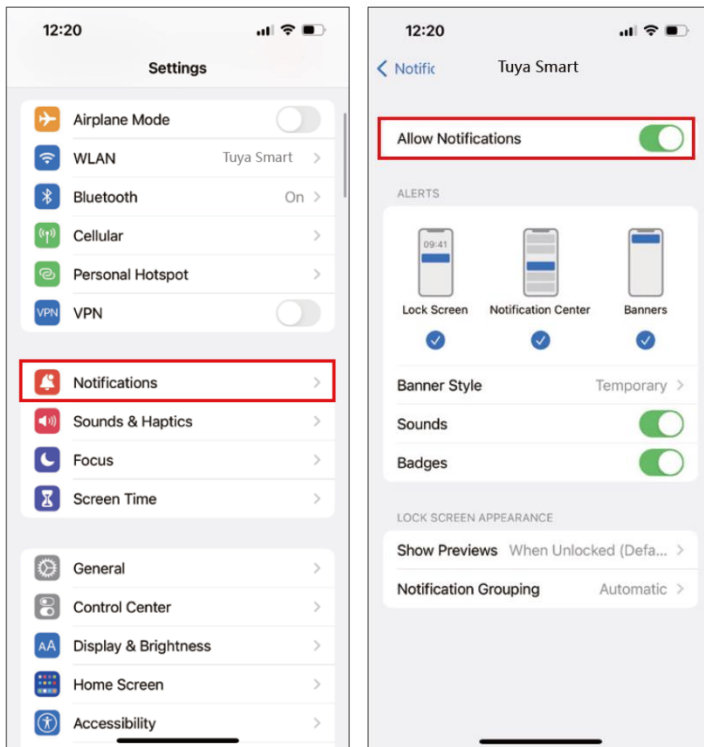 12:20
Settings
Airplane Mode
WLAN Tuya Smart
Bluetooth On
Cellular
Personal Hotspot
VPN VPN
Notifications
Sounds & Haptics
Focus
Screen Time
General
Control Center
AA Display & Brightness
Home Screen
Accessibility
12:20
Notific Tuya Smart
Allow Notifications
ALERTS
09:41
Lock Screen Notification Center Banners
Banner Style Temporary
Sounds
Badges
LOCK SCREEN APPEARANCE
Show Previews When Unlocked (Defa...
Notification Grouping Automatic